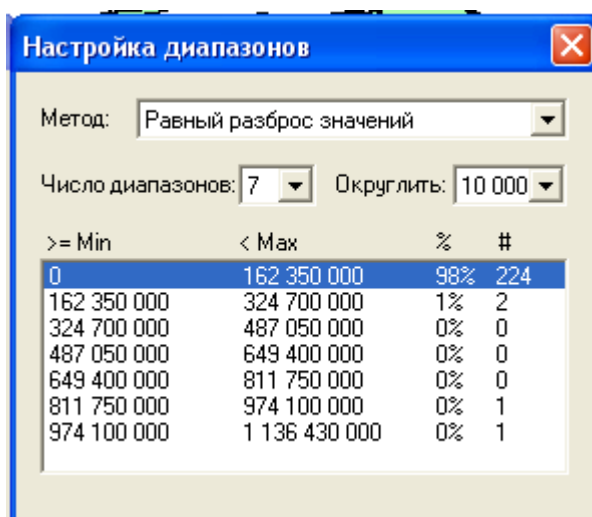 Настройка диапазонов
Метод: Равный разброс значений
Число диапазонов: 7 Округлить: 10 000
>= Min < Max % #
0 162 350 000 98% 224
162 350 000 324 700 000 1% 2
324 700 000 487 050 000 0% 0
487 050 000 649 400 000 0% 0
649 400 000 811 750 000 0% 0
811 750 000 974 100 000 0% 1
974 100 000 1 136 430 000 0% 1